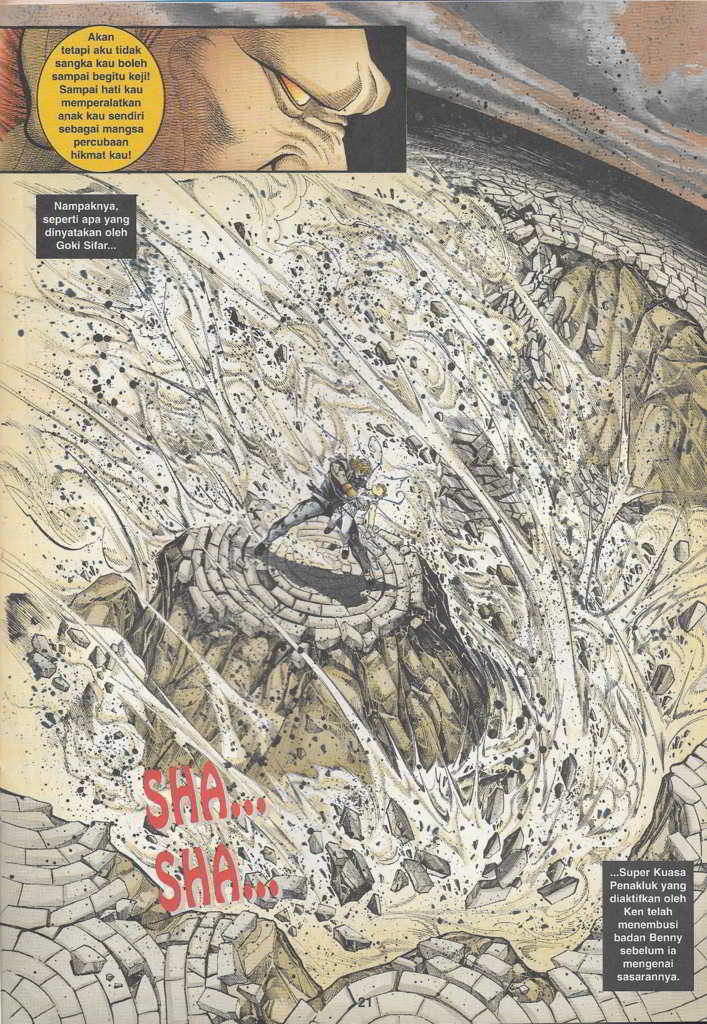 Akan
tetapi aku tidak
sangka kau boleh
sampai begitu keji!
Sampai hati kau
memperalatkan
anak kau sendiri
sebagai mangsa
percubaan
hikmat kau!
Nampaknya,
seperti apa yang
dinyatakan oleh
Goki Sifar...
SHA...
SHA...
...Super Kuasa
Penakluk yang
diaktifkan oleh
Ken telah
menembusi
badan Benny
sebelum ia
mengenai
sasarannya.
21